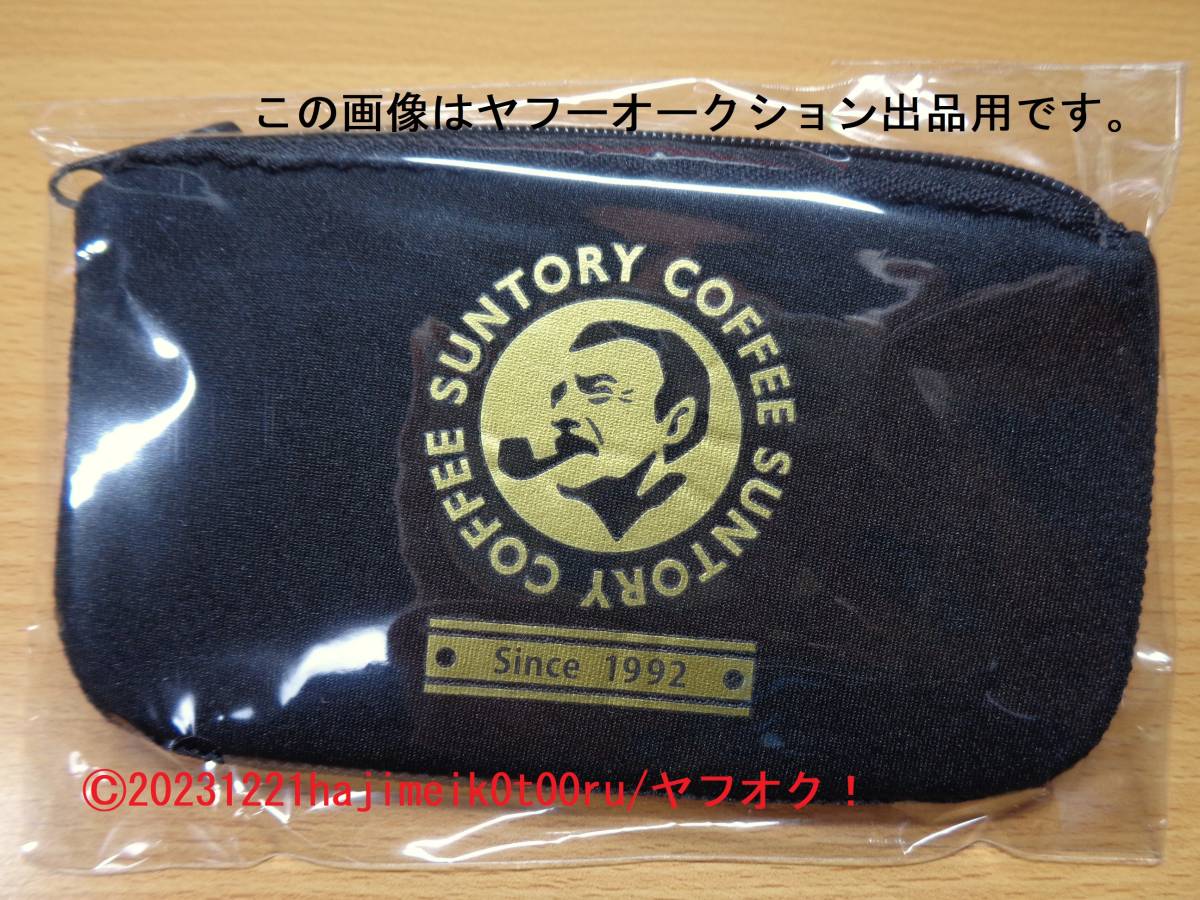 この画像はヤフーオークション出品用です。
SUNTORY COFFEE SUNTORY COFFEE
Since 1992
©20231221hajimeik0t00ru/ヤフオク！